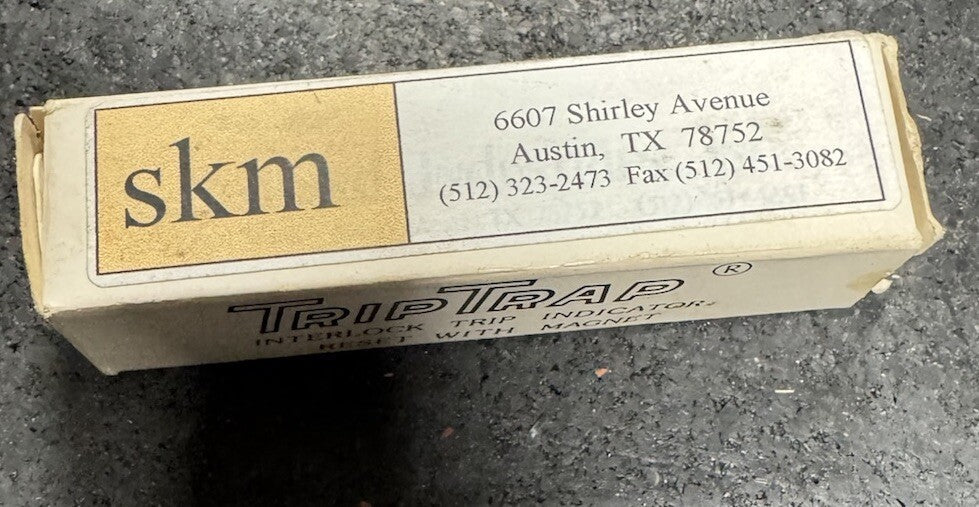 skm
6607 Shirley Avenue
Austin, TX 78752
(512) 323-2473 Fax (512) 451-3082
TRIPTRAP ®
INTERLOCK TRIP INDICATOR
RESET WITH MAGNET